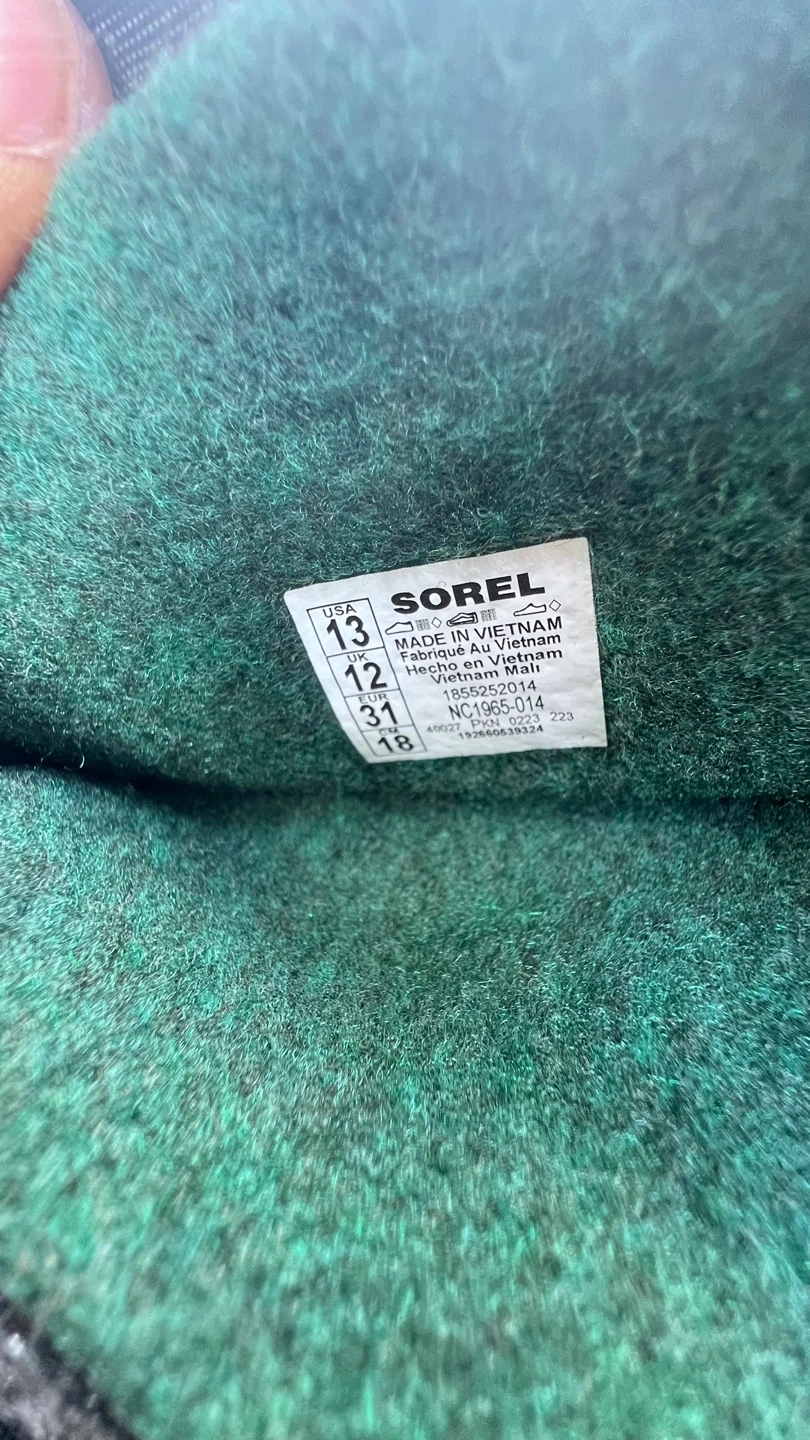 SOREL
USA
13
UK
12
EUR
31
CM
18
MADE IN VIETNAM
Fabriqué Au Vietnam
Hecho en Vietnam
Vietnam Malı
1855252014
NC1965-014
40027 PKN 0223 223
192660539324